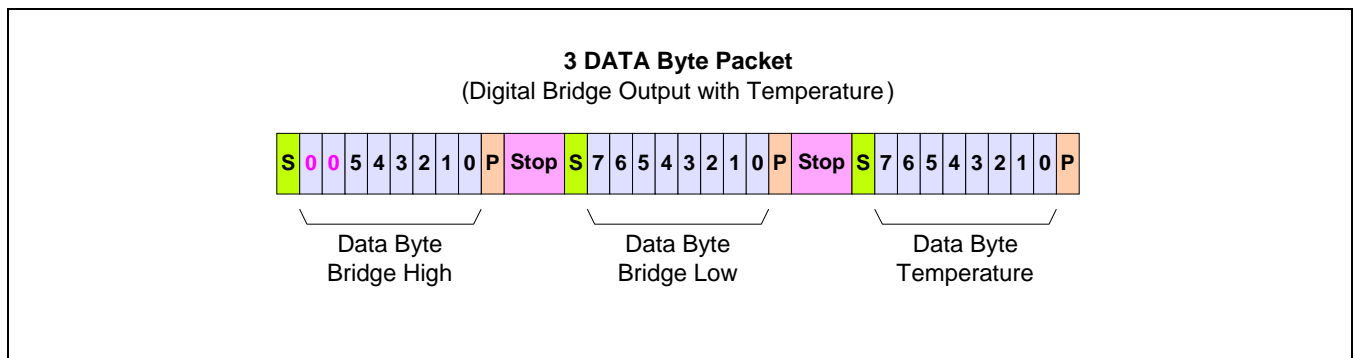 3 DATA Byte Packet
(Digital Bridge Output with Temperature)
S 0 0 5 4 3 2 1 0 P Stop S 7 6 5 4 3 2 1 0 P Stop S 7 6 5 4 3 2 1 0 P
Data Byte
Bridge High
Data Byte
Bridge Low
Data Byte
Temperature